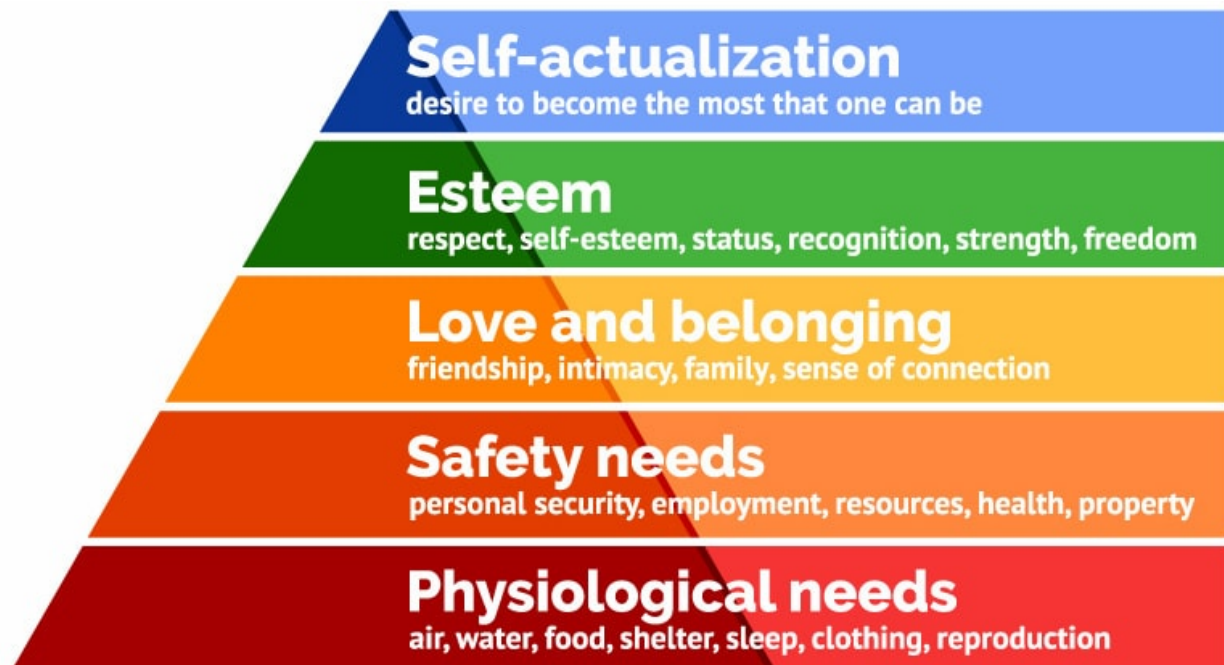 Self-actualization
desire to become the most that one can be
Esteem
respect, self-esteem, status, recognition, strength, freedom
Love and belonging
friendship, intimacy, family, sense of connection
Safety needs
personal security, employment, resources, health, property
Physiological needs
air, water, food, shelter, sleep, clothing, reproduction